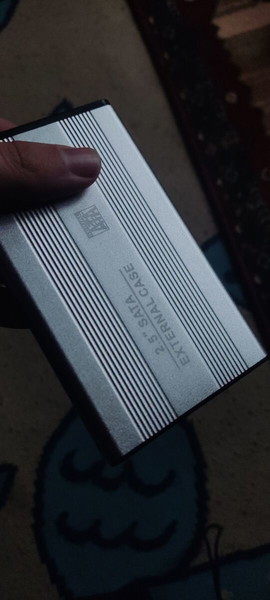 2.5" SATA
EXTERNAL CASE